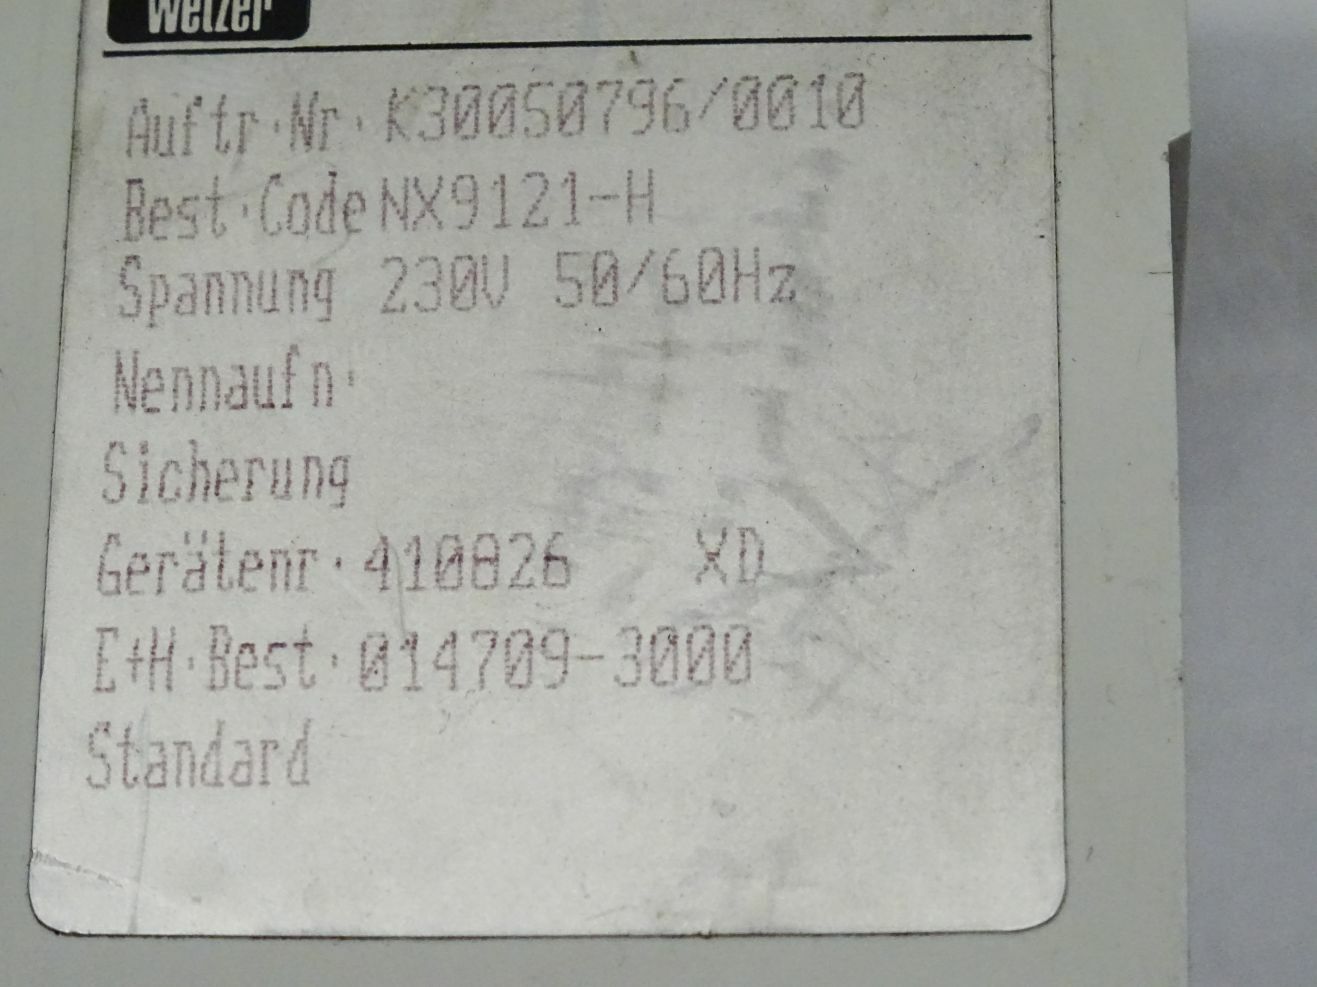 wetzer
Auftr.Nr. K30050796/0010
Best.Code NX9121-H
Spannung 230V 50/60Hz
Nennaufn.
Sicherung
Gerätenr. 410826 XD
E+H.Best. 014709-3000
Standard